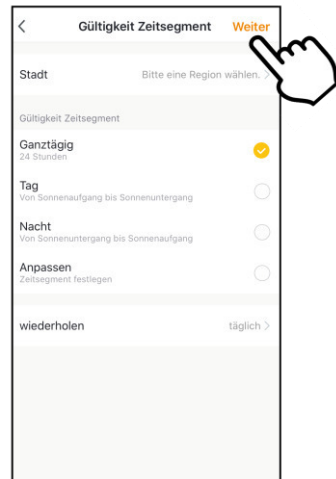 Gültigkeit Zeitsegment Weiter
Stadt Bitte eine Region wählen.
Gültigkeit Zeitsegment
Ganztägig
24 Stunden
Tag
Von Sonnenaufgang bis Sonnenuntergang
Nacht
Von Sonnenuntergang bis Sonnenaufgang
Anpassen
Zeitsegment festlegen
wiederholen täglich